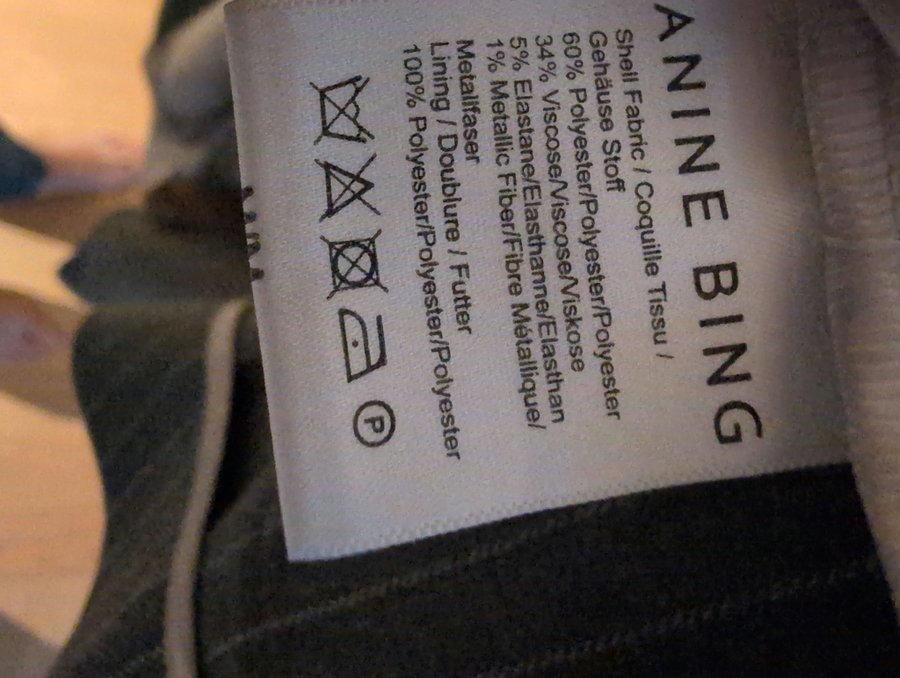 ANINE BING
Shell Fabric / Coquille Tissu /
Gehäuse Stoff
60% Polyester/Polyester/Polyester
34% Viscose/Viscose/Viskose
5% Elastane/Elasthanne/Elasthan
1% Metallic Fiber/Fibre Métallique/
Metallfaser
Lining / Doublure / Futter
100% Polyester/Polyester/Polyester
P